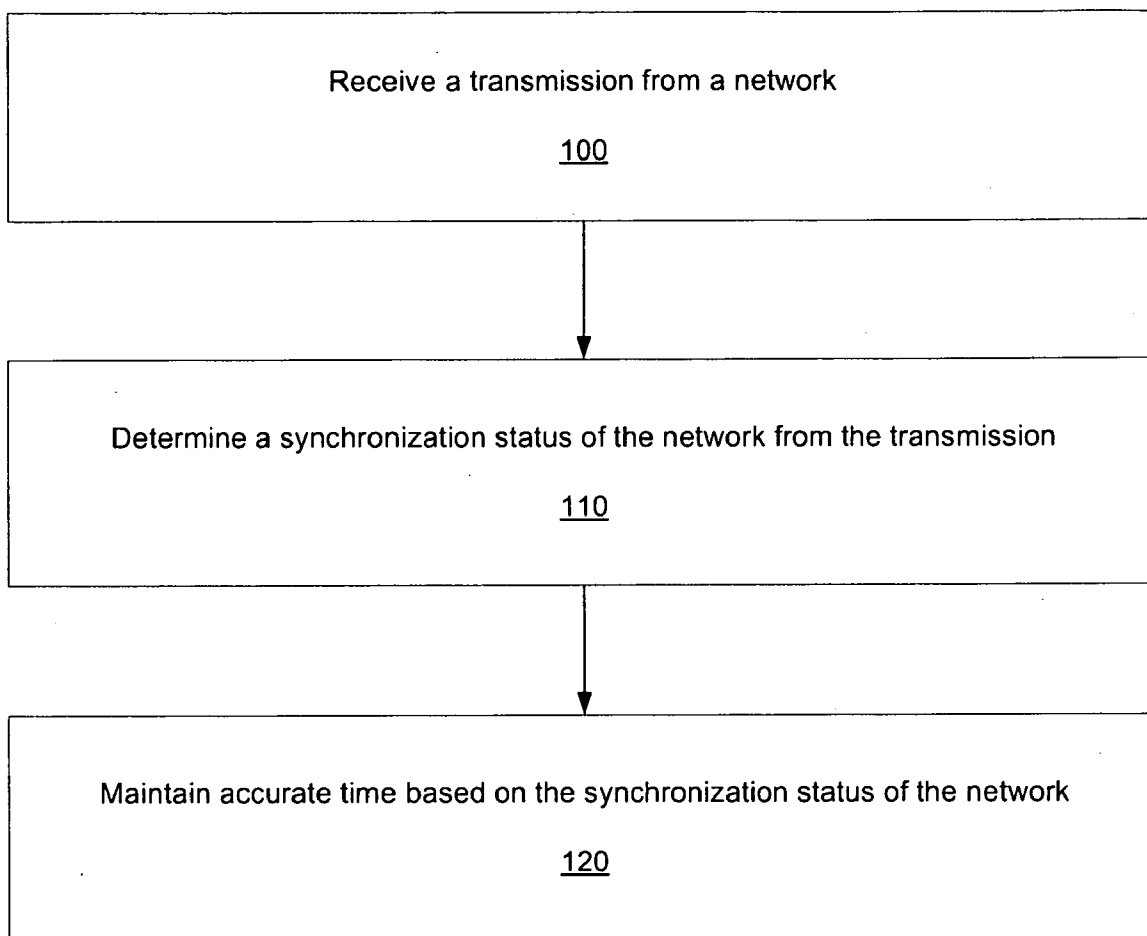 Receive a transmission from a network
100
Determine a synchronization status of the network from the transmission
110
Maintain accurate time based on the synchronization status of the network
120